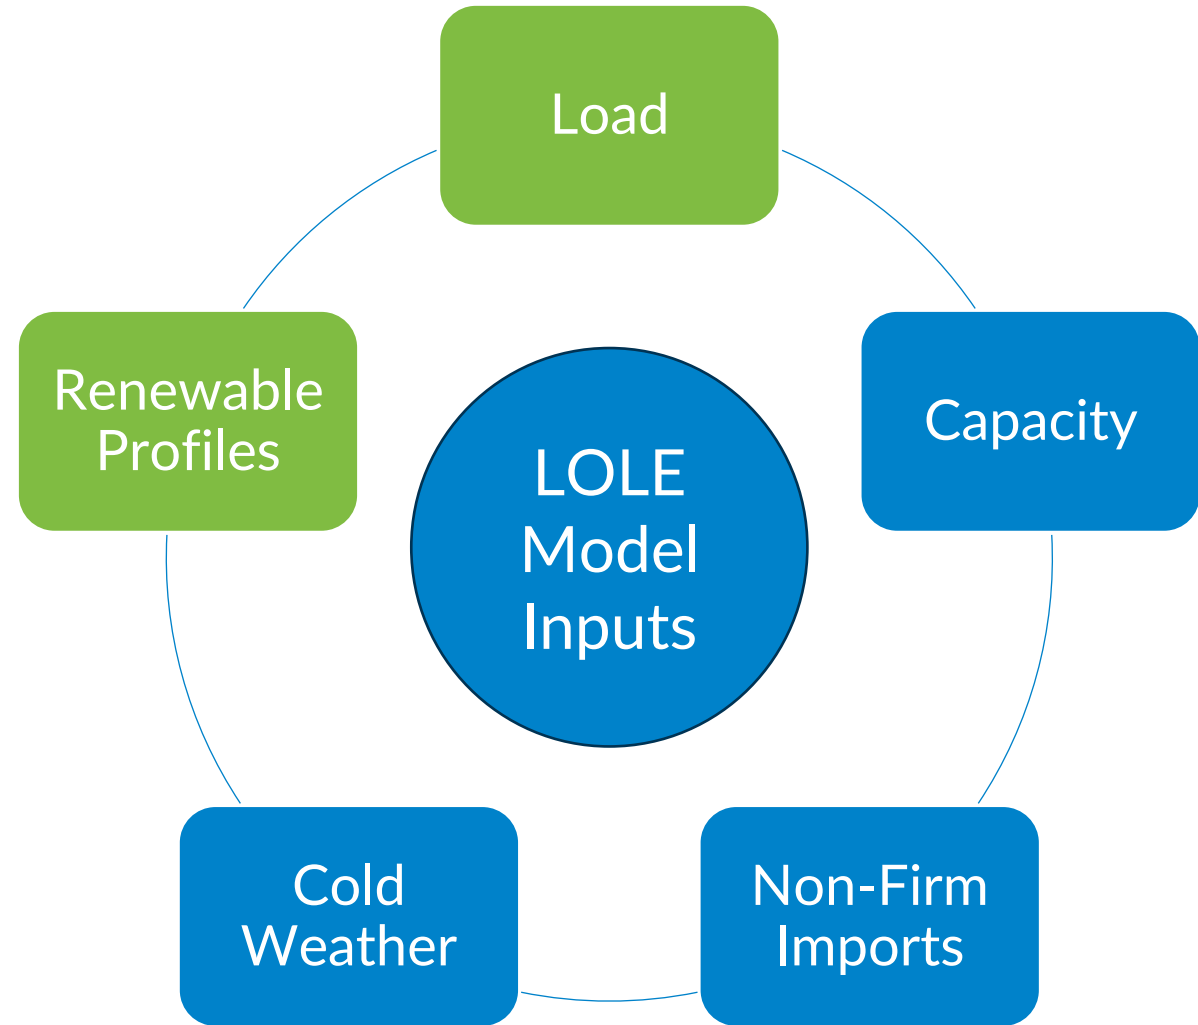 Load
Renewable
Profiles
Capacity
LOLE
Model
Inputs
Cold
Weather
Non-Firm
Imports